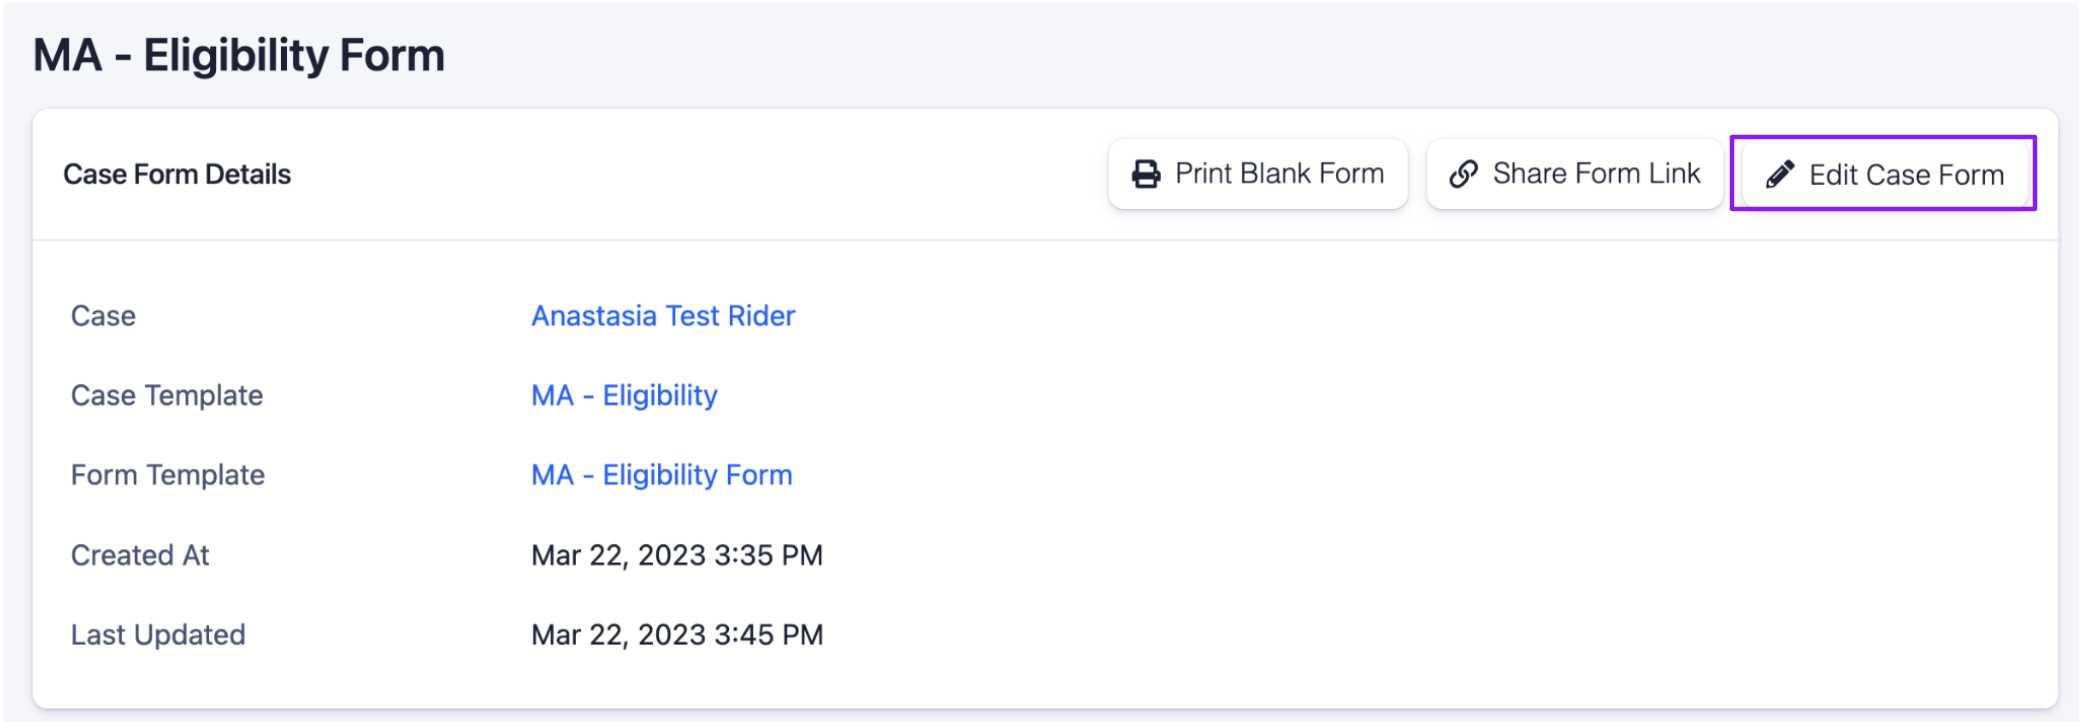 MA - Eligibility Form
Case Form Details
Print Blank Form
Share Form Link
Edit Case Form
Case
Anastasia Test Rider
Case Template
MA - Eligibility
Form Template
MA - Eligibility Form
Created At
Mar 22, 2023 3:35 PM
Last Updated
Mar 22, 2023 3:45 PM